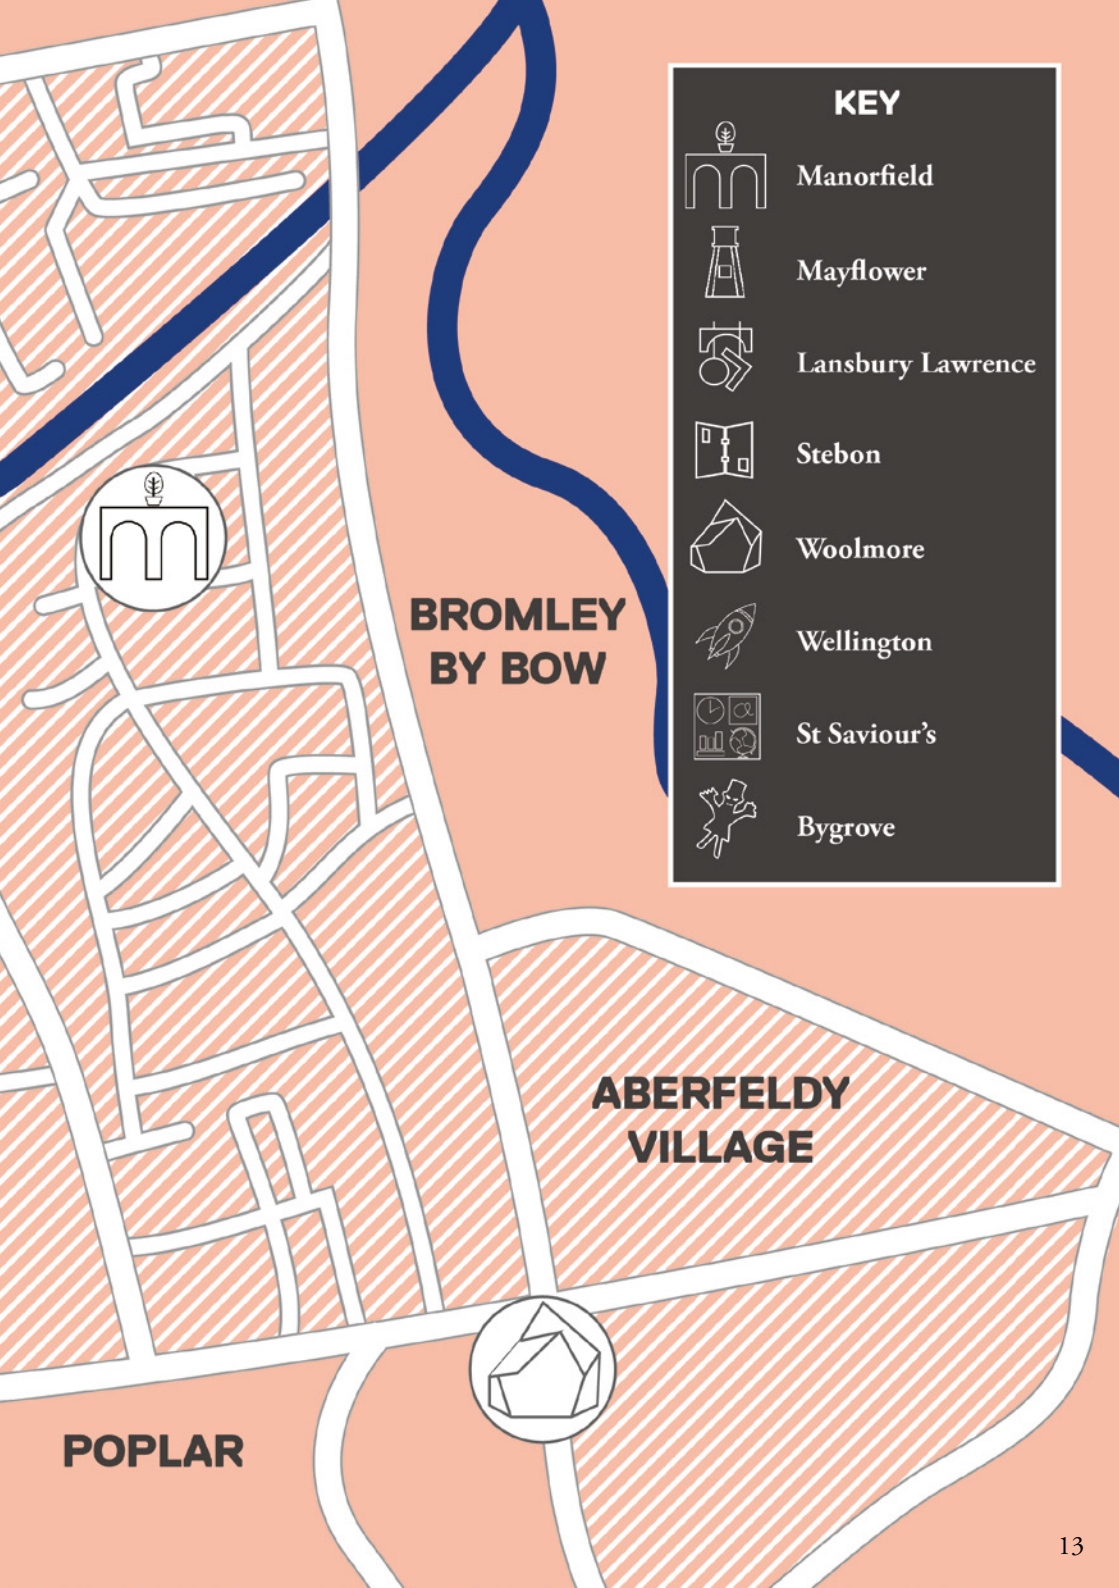 KEY
Manorfield
Mayflower
Lansbury Lawrence
Stebon
Woolmore
Wellington
St Saviour’s
Bygrove
BROMLEY
BY BOW
ABERFELDY
VILLAGE
POPLAR
13